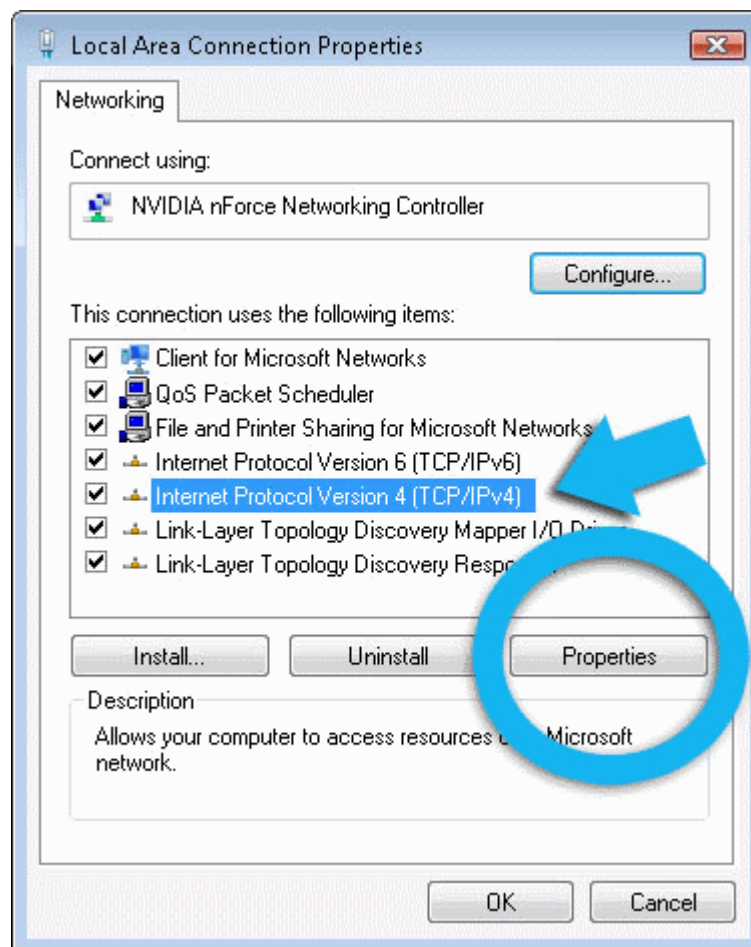 Local Area Connection Properties
Networking
Connect using:
NVIDIA nForce Networking Controller
Configure...
This connection uses the following items:
Client for Microsoft Networks
QoS Packet Scheduler
File and Printer Sharing for Microsoft Networks
Internet Protocol Version 6 (TCP/IPv6)
Internet Protocol Version 4 (TCP/IPv4)
Link-Layer Topology Discovery Mapper I/O
Link-Layer Topology Discovery
Install...
Uninstall
Properties
Description
Allows your computer to access resources Microsoft
network.
OK
Cancel